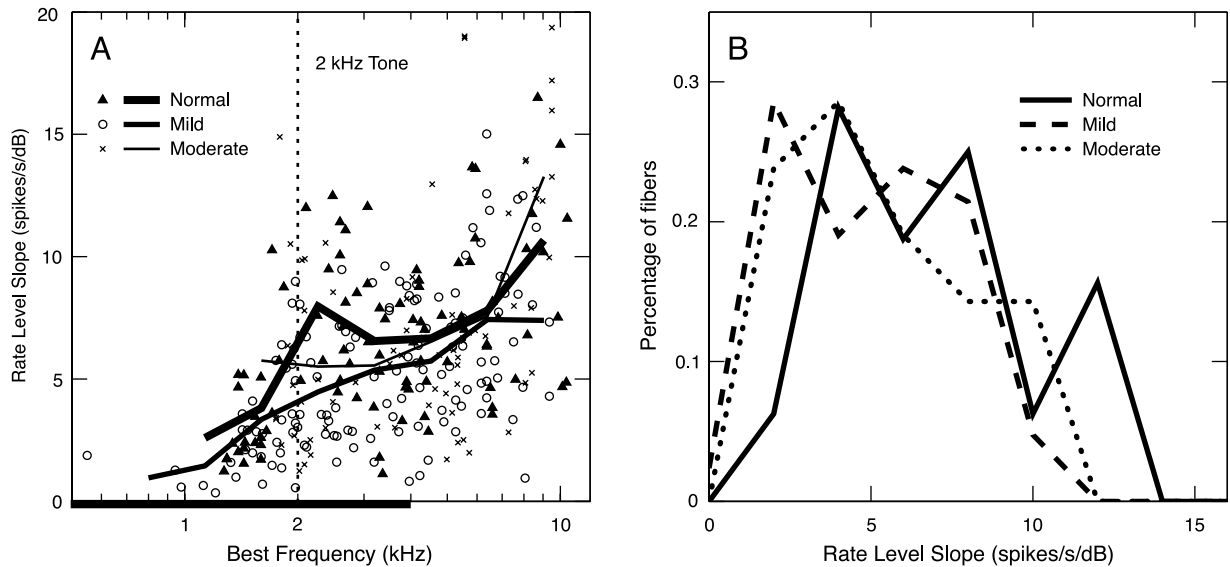 A
2 kHz Tone
Normal
Mild
Moderate
Rate Level Slope (spikes/s/dB)
20
15
10
5
0
1
2
10
Best Frequency (kHz)
B
Normal
Mild
Moderate
Percentage of fibers
0.3
0.2
0.1
0
0
5
10
15
Rate Level Slope (spikes/s/dB)